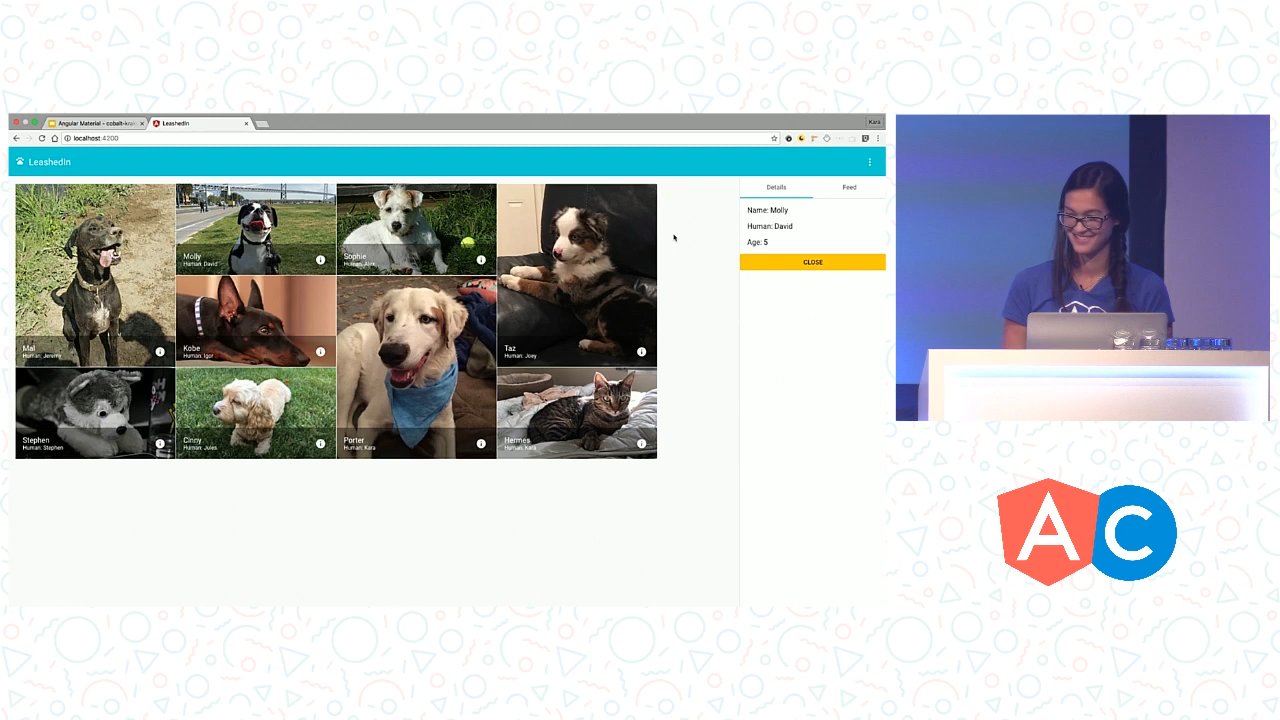 Angular Material - cobalt-kra
LeashedIn
Kara
localhost:4200
LeashedIn
Details
Feed
Name: Molly
Human: David
Age: 5
CLOSE
Mal
Human: Jeremy
Molly
Human: David
Sophie
Human: Alex
Kobe
Human: Igor
Taz
Human: Joey
Stephen
Human: Stephen
Cinny
Human: Jules
Porter
Human: Kara
Hermes
Human: Kara
A
C